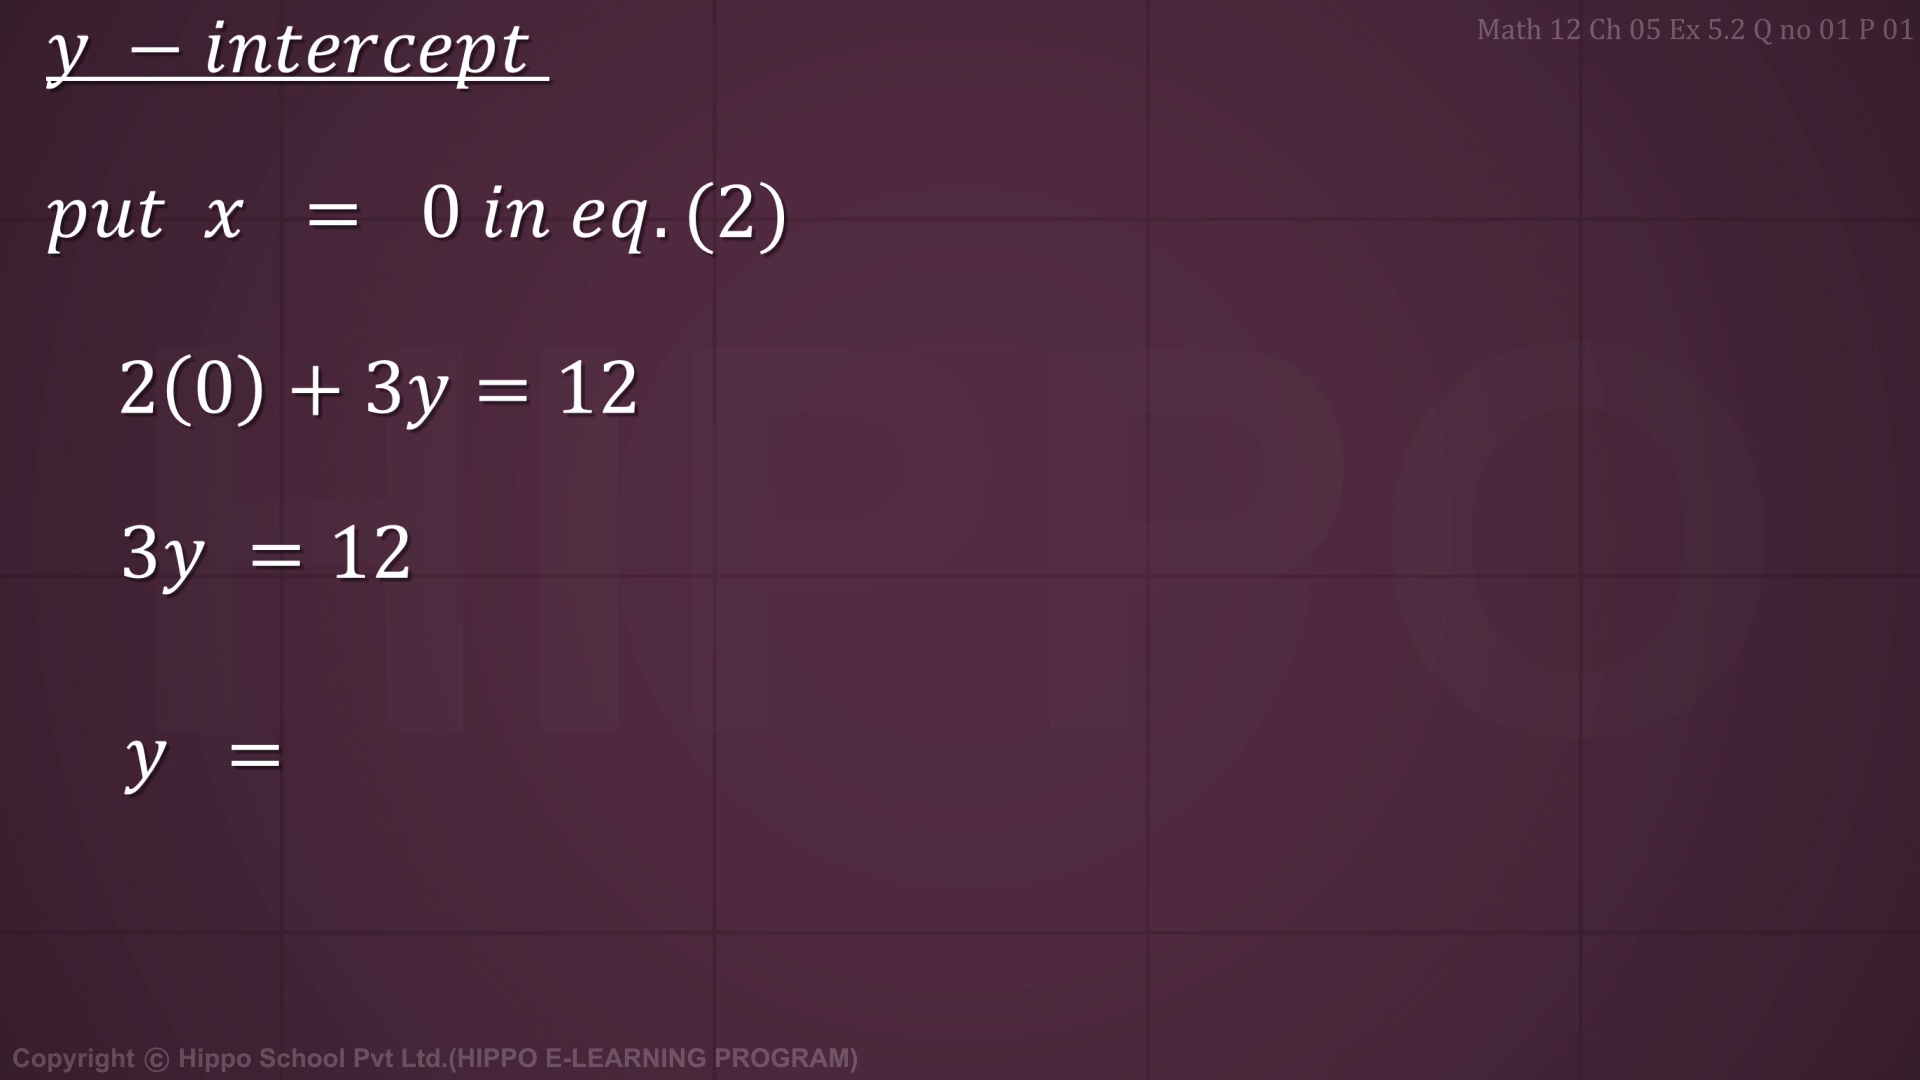 Math 12 Ch 05 Ex 5.2 Q no 01 P 01
y − intercept
put x = 0 in eq. (2)
2(0) + 3y = 12
3y = 12
y =
HIPPO
Copyright © Hippo School Pvt Ltd.(HIPPO E-LEARNING PROGRAM)